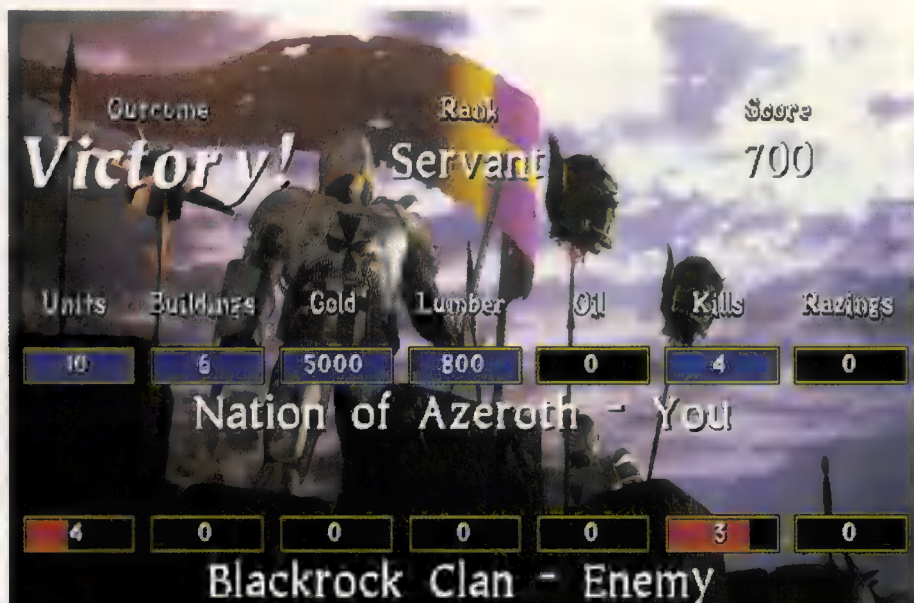 Outcome Rank Score
Victory! Servant 700
Units Buildings Gold Lumber Oil Kills Razings
10 6 5000 800 0 4 0
Nation of Azeroth - You
4 0 0 0 0 3 0
Blackrock Clan - Enemy